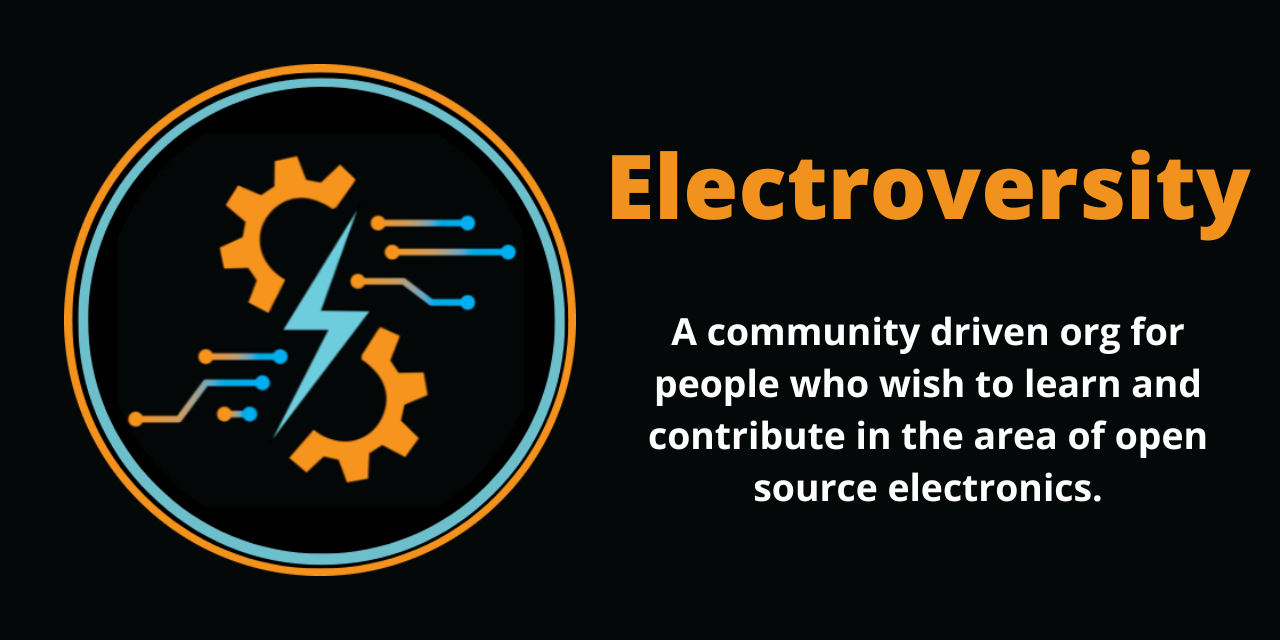 Electroversity
A community driven org for
people who wish to learn and
contribute in the area of open
source electronics.